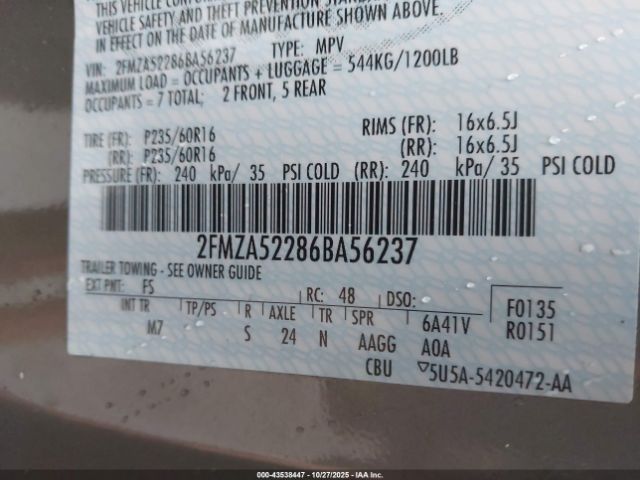 THIS VEHICLE CONFORMS
VEHICLE SAFETY AND THEFT PREVENTION STANDARDS
IN EFFECT ON THE DATE OF MANUFACTURE SHOWN ABOVE.
VIN: 2FMZA52286BA56237 TYPE: MPV
MAXIMUM LOAD = OCCUPANTS + LUGGAGE = 544KG/1200LB
OCCUPANTS = 7 TOTAL; 2 FRONT, 5 REAR
TIRE (FR): P235/60R16 RIMS (FR): 16x6.5J
(RR): P235/60R16 (RR): 16x6.5J
PRESSURE (FR): 240 kPa/ 35 PSI COLD (RR): 240 kPa/ 35 PSI COLD
2FMZA52286BA56237
TRAILER TOWING - SEE OWNER GUIDE
EXT PNT: FS RC: 48 DSO: F0135
INT TR TP/PS R AXLE TR SPR 6A41V R0151
M7 S 24 N AAGG A0A
CBU ▽5U5A-5420472-AA
000-43538447 - 10/27/2025 - IAA Inc.